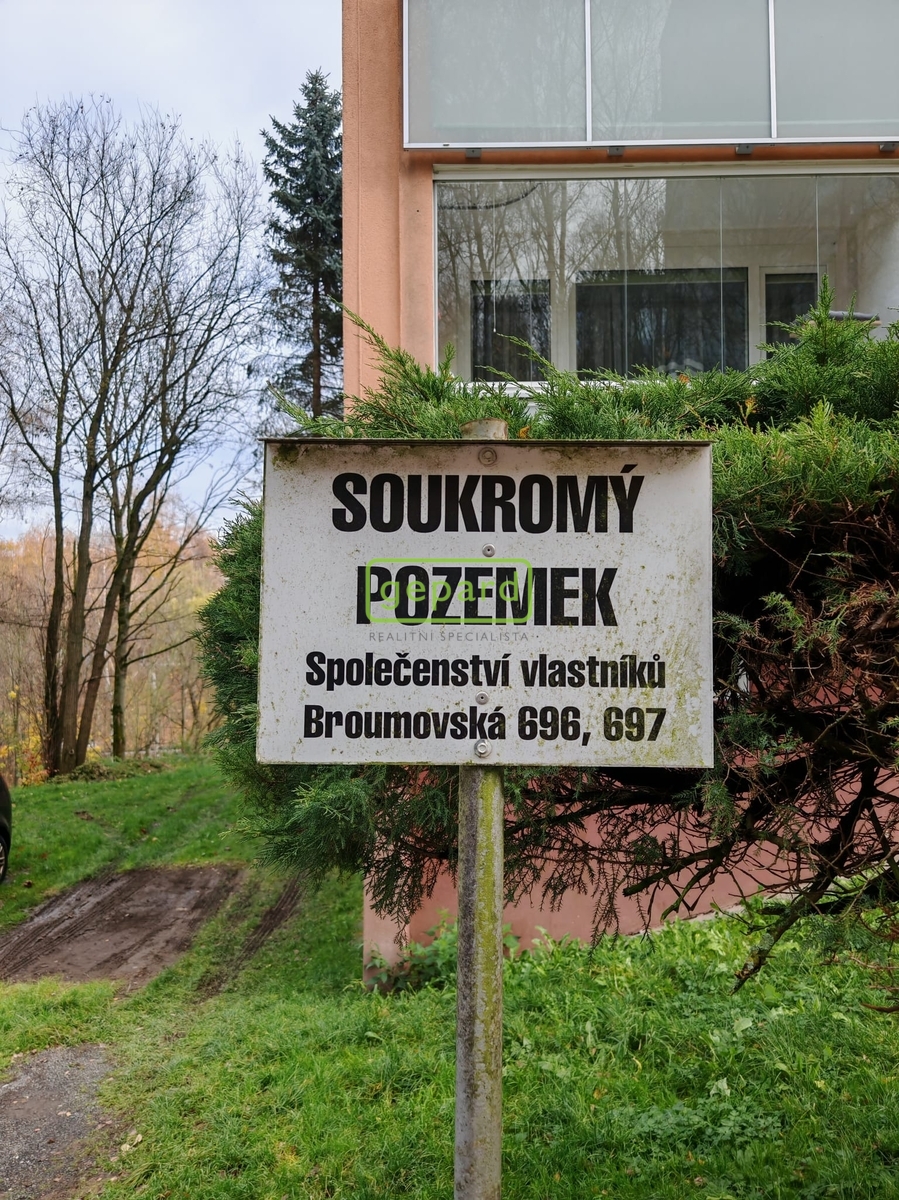 SOUKROMÝ
POZEMEK
gepard
REALITNÍ SPECIALISTA
Společenství vlastníků
Broumovská 696, 697